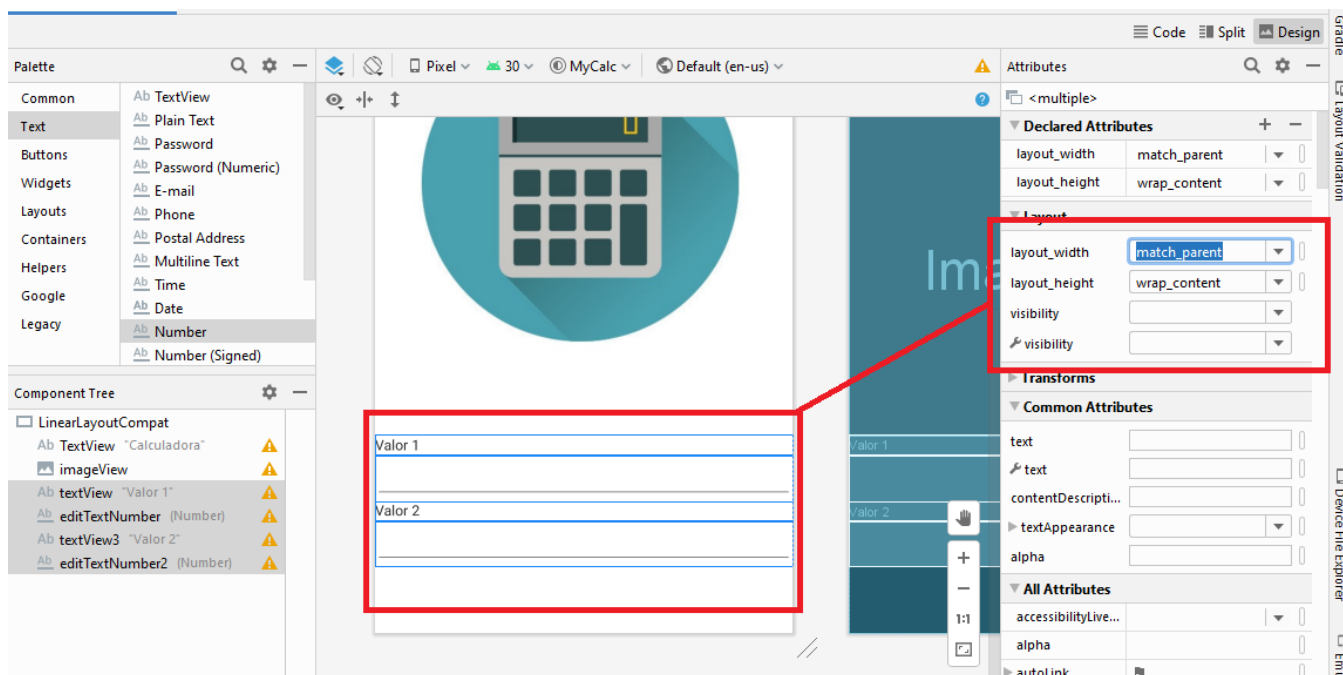 Code Split Design
Palette
Pixel 30 MyCalc Default (en-us)
Attributes
Gradle
Common
Text
Buttons
Widgets
Layouts
Containers
Helpers
Google
Legacy
Ab TextView
Ab Plain Text
Ab Password
Ab Password (Numeric)
Ab E-mail
Ab Phone
Ab Postal Address
Ab Multiline Text
Ab Time
Ab Date
Ab Number
Ab Number (Signed)
<multiple>
Declared Attributes
layout_width match_parent
layout_height wrap_content
Layout
layout_width match_parent
layout_height wrap_content
visibility
visibility
Transforms
Common Attributes
text
text
contentDescripti...
textAppearance
alpha
All Attributes
accessibilityLive...
alpha
autoLink
Layout Validation
Device File Explorer
Component Tree
LinearLayoutCompat
Ab TextView "Calculadora"
imageView
Ab textView "Valor 1"
Ab editTextNumber (Number)
Ab textView3 "Valor 2"
Ab editTextNumber2 (Number)
Valor 1
Valor 2
Valor 1
Valor 2
1:1